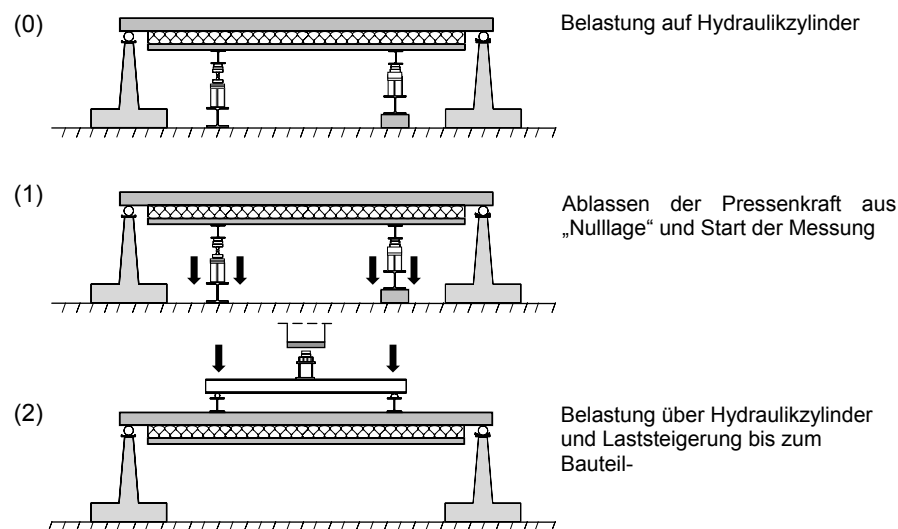 (0)
Belastung auf Hydraulikzylinder
(1)
Ablassen der Pressenkraft aus
„Nulllage“ und Start der Messung
(2)
Belastung über Hydraulikzylinder
und Laststeigerung bis zum
Bauteil-